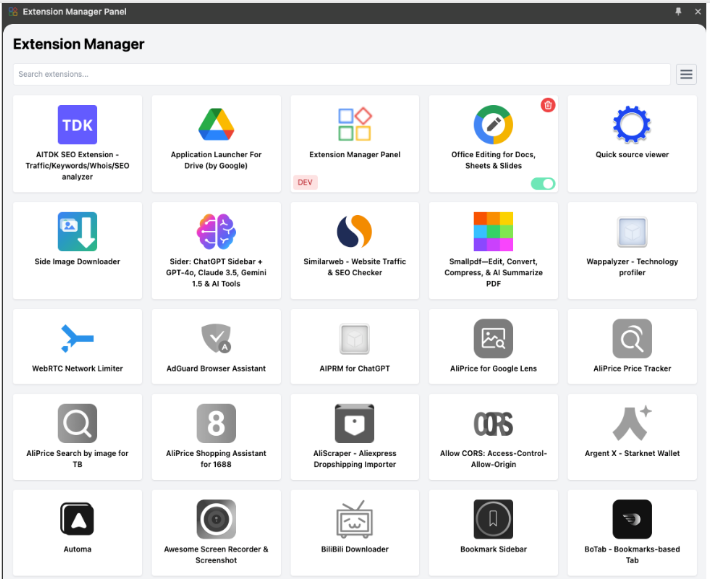 Extension Manager Panel
Extension Manager
Search extensions...
TDK
AITDK SEO Extension -
Traffic/Keywords/Whois/SEO
analyzer
Application Launcher For
Drive (by Google)
Extension Manager Panel
DEV
Office Editing for Docs,
Sheets & Slides
Quick source viewer
Side Image Downloader
Sider: ChatGPT Sidebar +
GPT-4o, Claude 3.5, Gemini
1.5 & AI Tools
Similarweb - Website Traffic
& SEO Checker
Smallpdf—Edit, Convert,
Compress, & AI Summarize
PDF
Wappalyzer - Technology
profiler
WebRTC Network Limiter
A
AdGuard Browser Assistant
AIPRM for ChatGPT
AliPrice for Google Lens
AliPrice Price Tracker
AliPrice Search by image for
TB
8
AliPrice Shopping Assistant
for 1688
AliScraper - Aliexpress
Dropshipping Importer
CORS
Allow CORS: Access-Control-
Allow-Origin
Argent X - Starknet Wallet
Automa
Awesome Screen Recorder &
Screenshot
BiliBili Downloader
Bookmark Sidebar
BoTab - Bookmarks-based
Tab